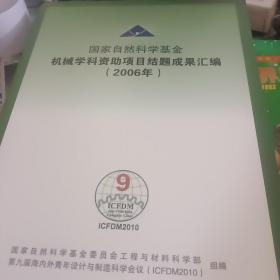 国家自然科学基金
机械学科资助项目结题成果汇编
（2006年）
9
ICFDM
ICFDM2010
国家自然科学基金委员会工程与材料科学部
第九届海内外青年设计与制造科学会议（ICFDM2010）
组编